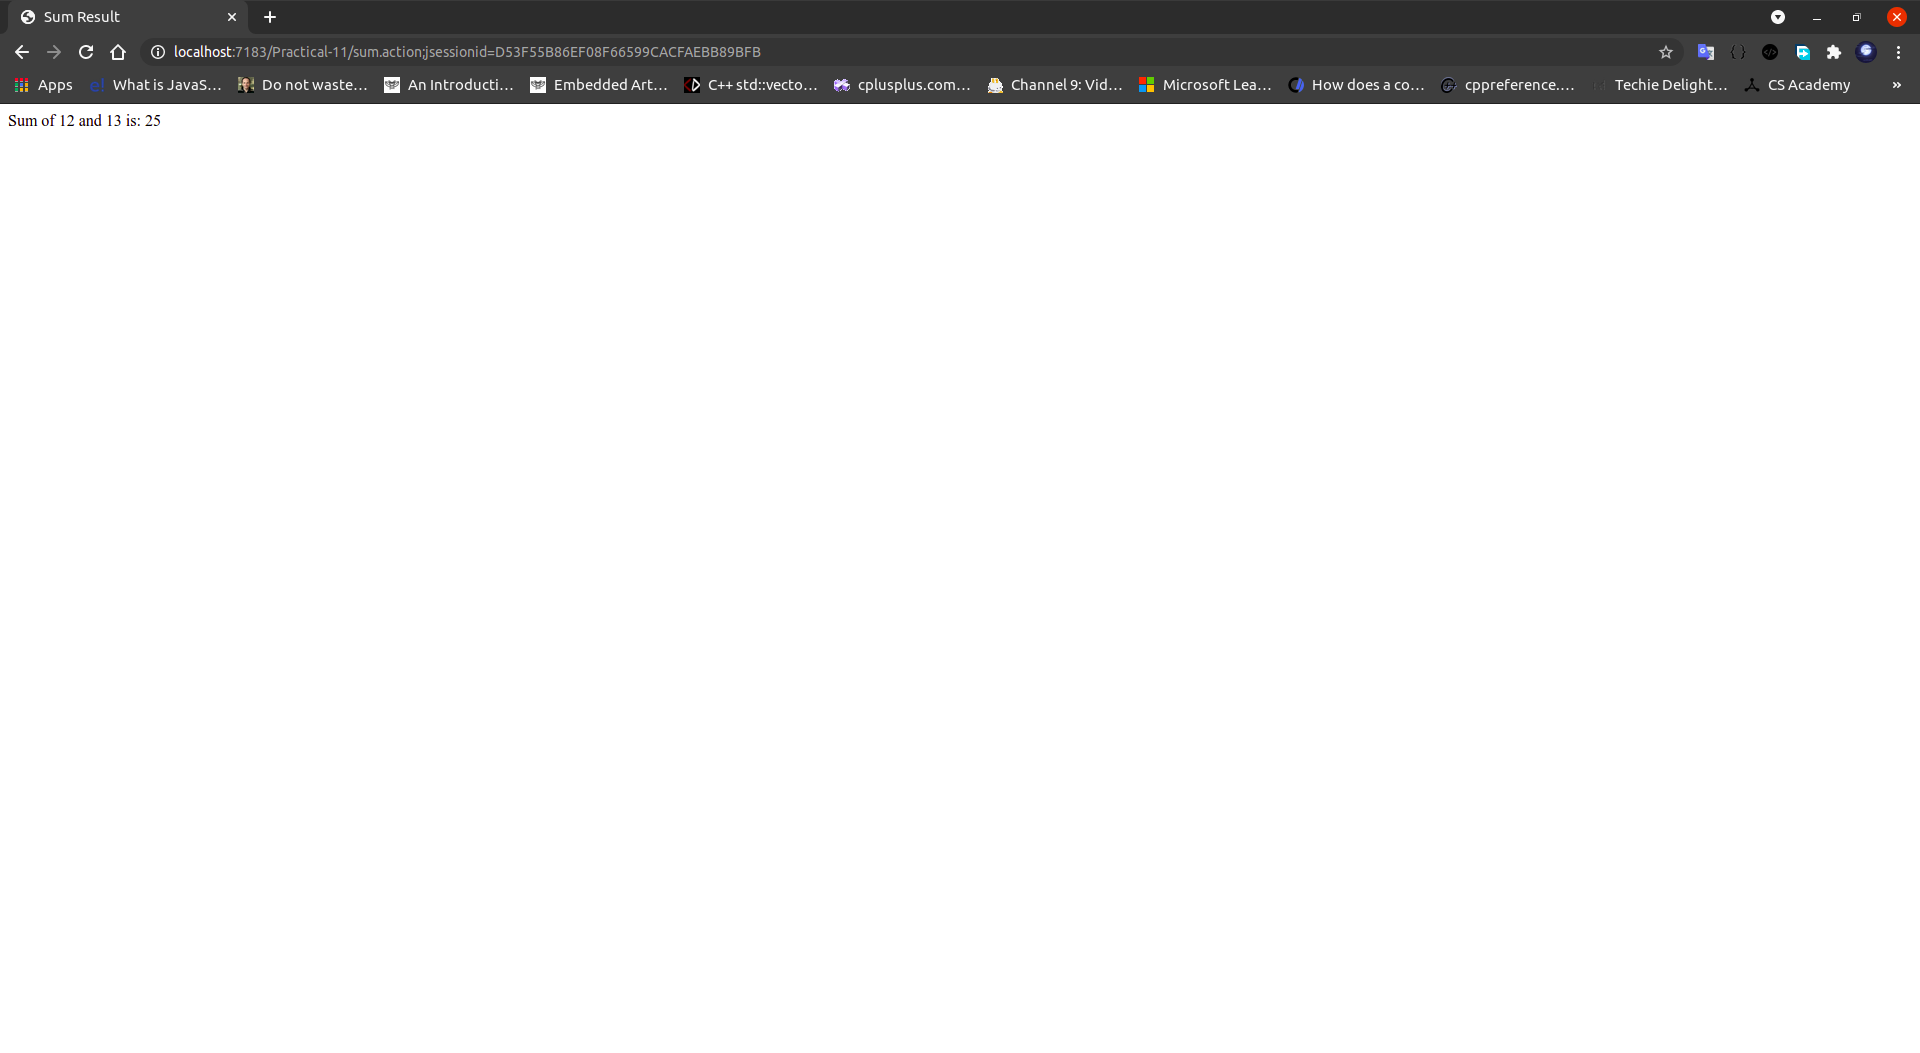 Sum Result
localhost:7183/Practical-11/sum.action;jsessionid=D53F55B86EF08F66599CACFAEBB89BFB
Apps What is JavaS... Do not waste... An Introducti... Embedded Art... C++ std::vecto... cplusplus.com... Channel 9: Vid... Microsoft Lea... How does a co... cppreference.... Techie Delight... CS Academy »
Sum of 12 and 13 is: 25